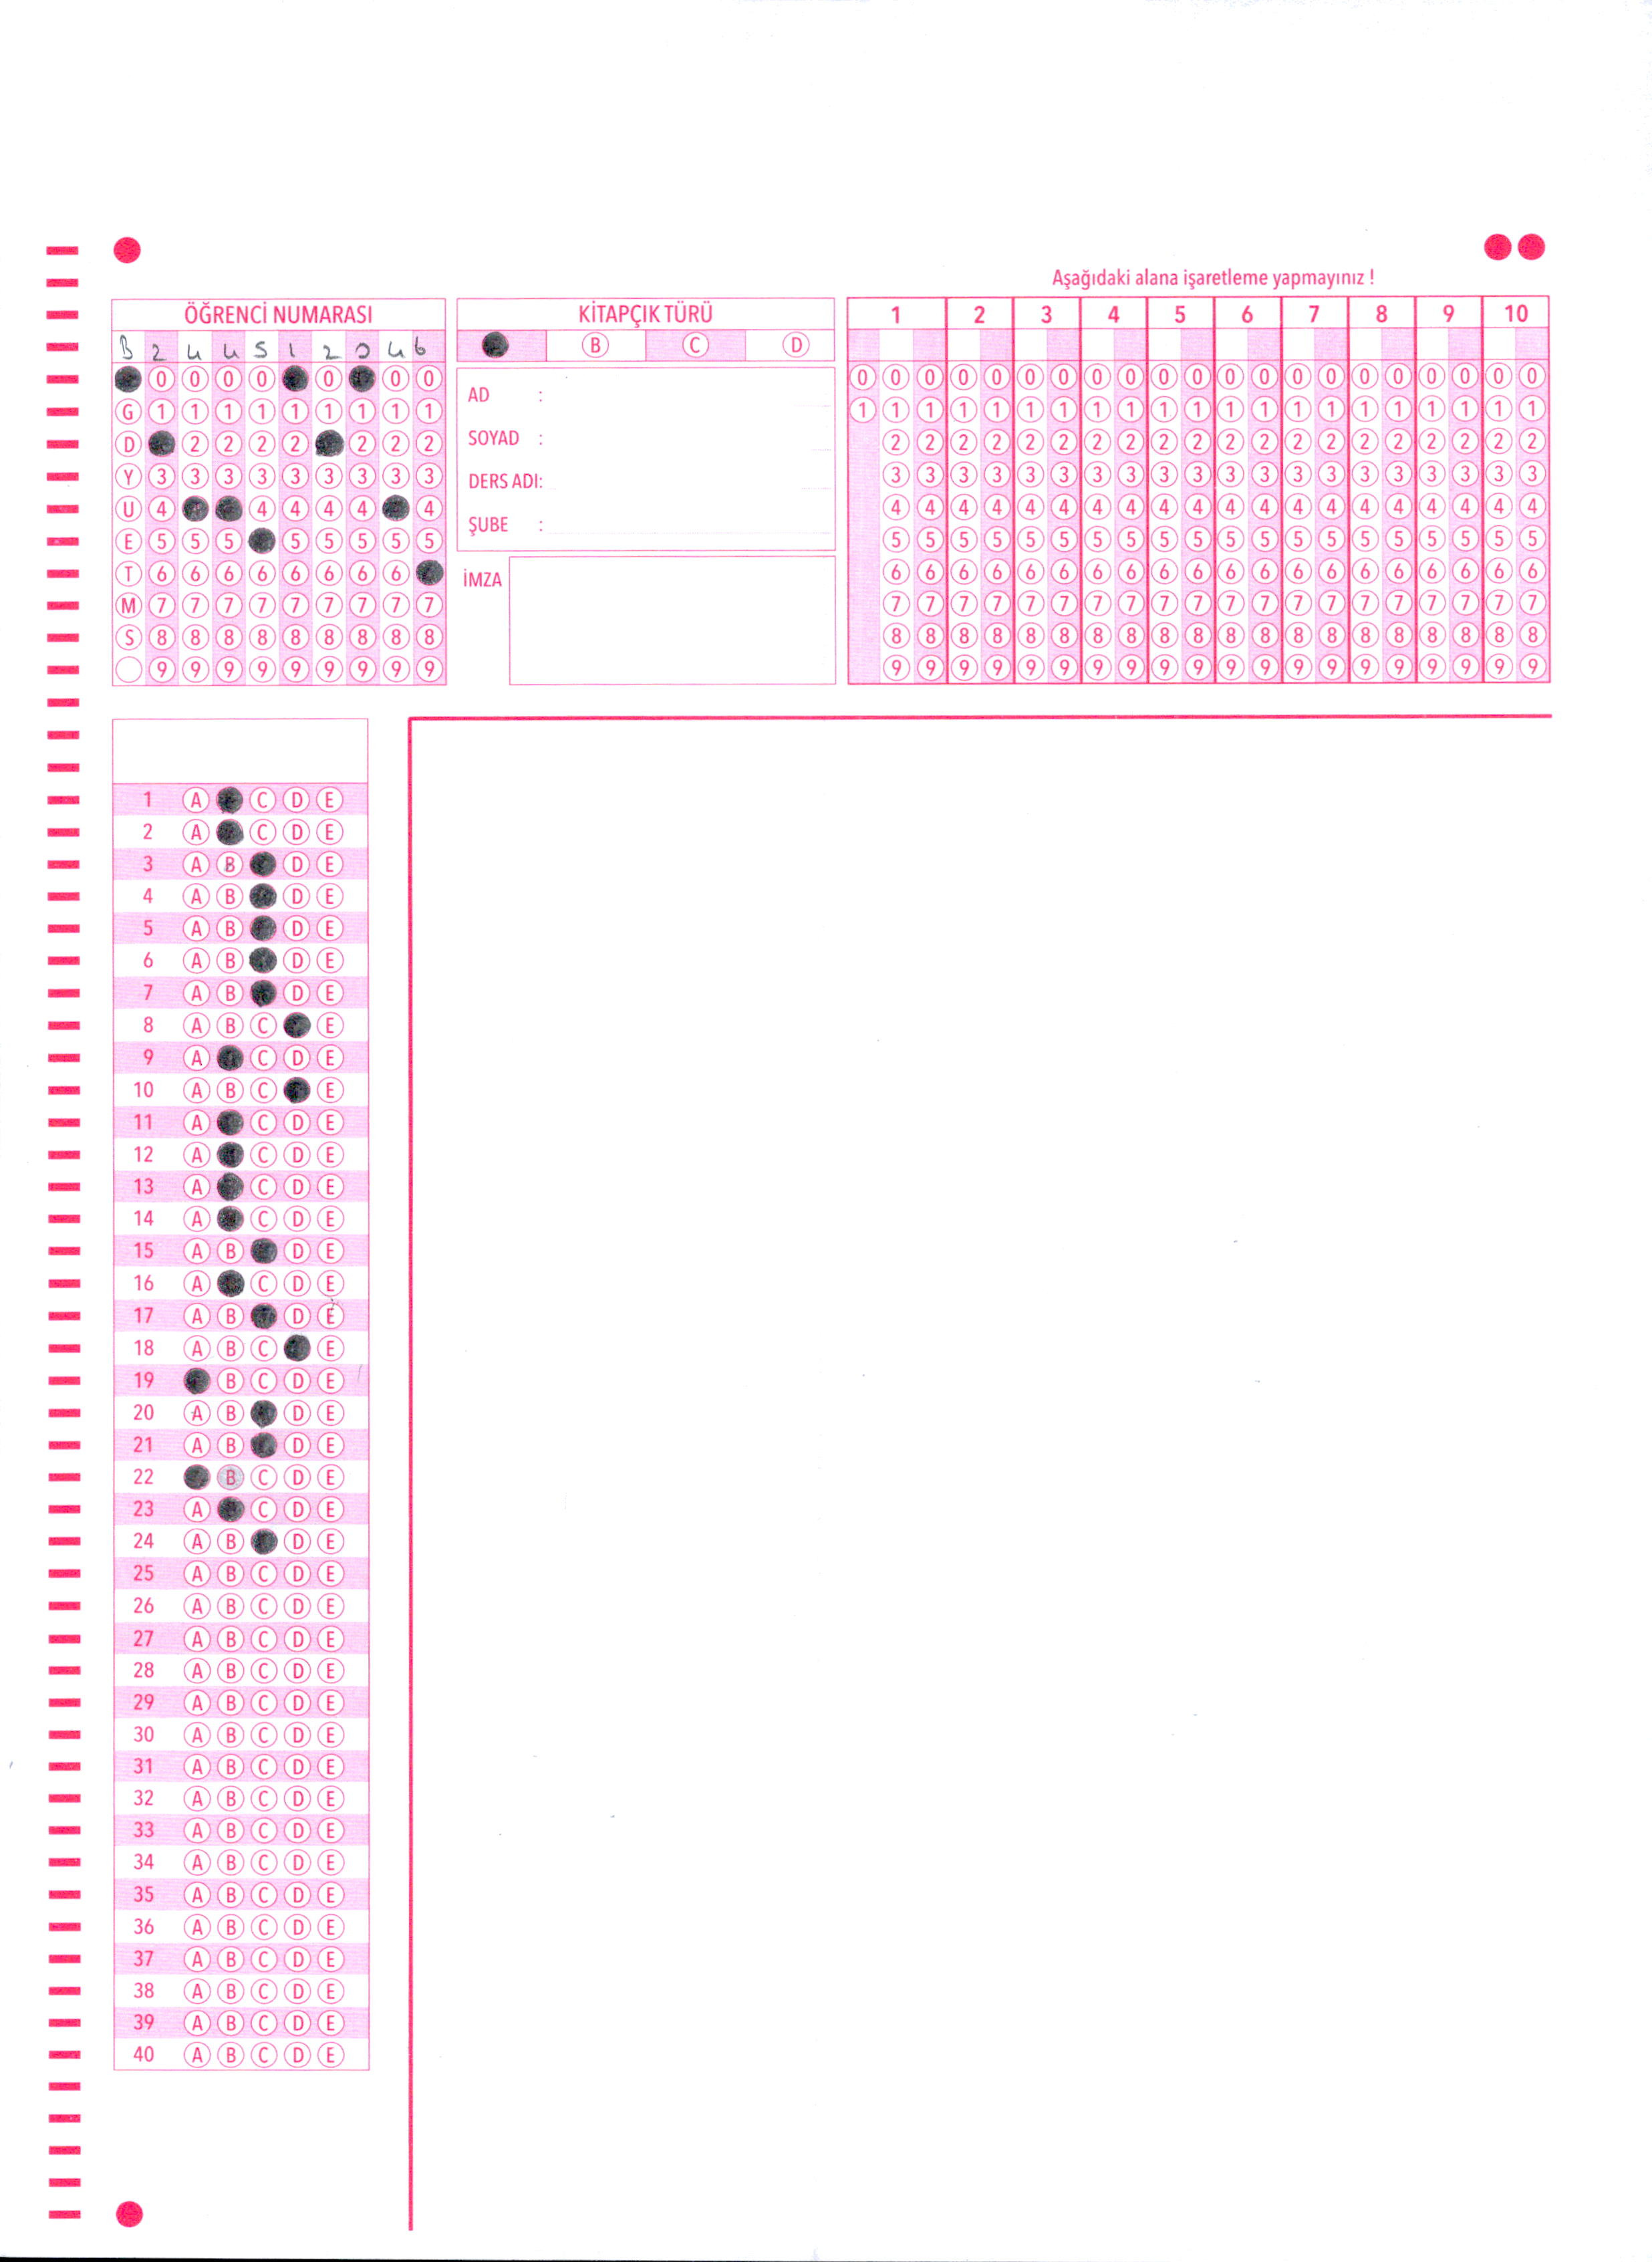 Aşağıdaki alana işaretleme yapmayınız !
ÖĞRENCİ NUMARASI
B 2 4 4 5 1 2 0 4 6
0 0 0 0 0 0 0
G 1 1 1 1 1 1 1 1 1
D 2 2 2 2 2 2 2
Y 3 3 3 3 3 3 3 3 3
U 4 4 4 4 4 4
E 5 5 5 5 5 5 5 5
T 6 6 6 6 6 6 6 6
M 7 7 7 7 7 7 7 7 7
S 8 8 8 8 8 8 8 8 8
9 9 9 9 9 9 9 9 9
KİTAPÇIK TÜRÜ
B C D
AD :
SOYAD :
DERS ADI:
ŞUBE :
İMZA
1 2 3 4 5 6 7 8 9 10
0 0 0 0 0 0 0 0 0 0 0 0 0 0 0 0 0 0 0 0 0
1 1 1 1 1 1 1 1 1 1 1 1 1 1 1 1 1 1 1 1 1
2 2 2 2 2 2 2 2 2 2 2 2 2 2 2 2 2 2 2 2
3 3 3 3 3 3 3 3 3 3 3 3 3 3 3 3 3 3 3 3
4 4 4 4 4 4 4 4 4 4 4 4 4 4 4 4 4 4 4 4
5 5 5 5 5 5 5 5 5 5 5 5 5 5 5 5 5 5 5 5
6 6 6 6 6 6 6 6 6 6 6 6 6 6 6 6 6 6 6 6
7 7 7 7 7 7 7 7 7 7 7 7 7 7 7 7 7 7 7 7
8 8 8 8 8 8 8 8 8 8 8 8 8 8 8 8 8 8 8 8
9 9 9 9 9 9 9 9 9 9 9 9 9 9 9 9 9 9 9 9
1 A C D E
2 A C D E
3 A B D E
4 A B D E
5 A B D E
6 A B D E
7 A B D E
8 A B C E
9 A C D E
10 A B C E
11 A C D E
12 A C D E
13 A C D E
14 A C D E
15 A B D E
16 A C D E
17 A B D E
18 A B C E
19 B C D E
20 A B D E
21 A B D E
22 B C D E
23 A C D E
24 A B D E
25 A B C D E
26 A B C D E
27 A B C D E
28 A B C D E
29 A B C D E
30 A B C D E
31 A B C D E
32 A B C D E
33 A B C D E
34 A B C D E
35 A B C D E
36 A B C D E
37 A B C D E
38 A B C D E
39 A B C D E
40 A B C D E